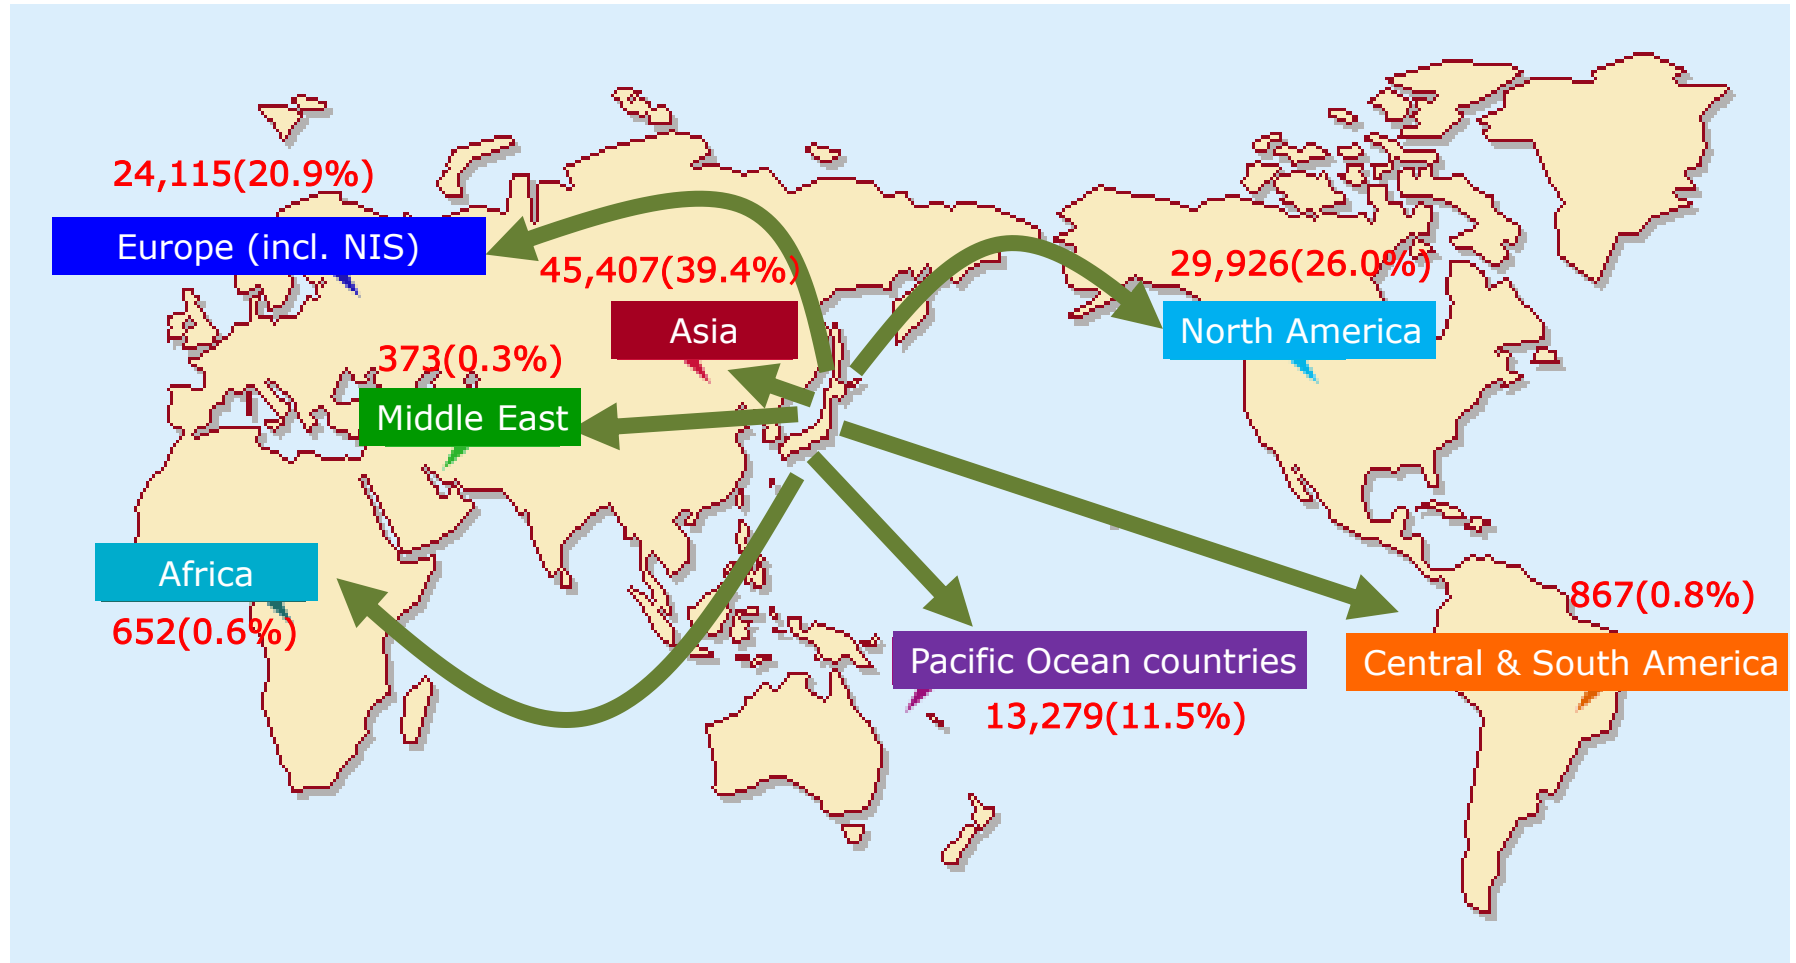 24,115(20.9%)
Europe (incl. NIS)
45,407(39.4%)
Asia
29,926(26.0%)
North America
373(0.3%)
Middle East
Africa
652(0.6%)
867(0.8%)
Central & South America
Pacific Ocean countries
13,279(11.5%)